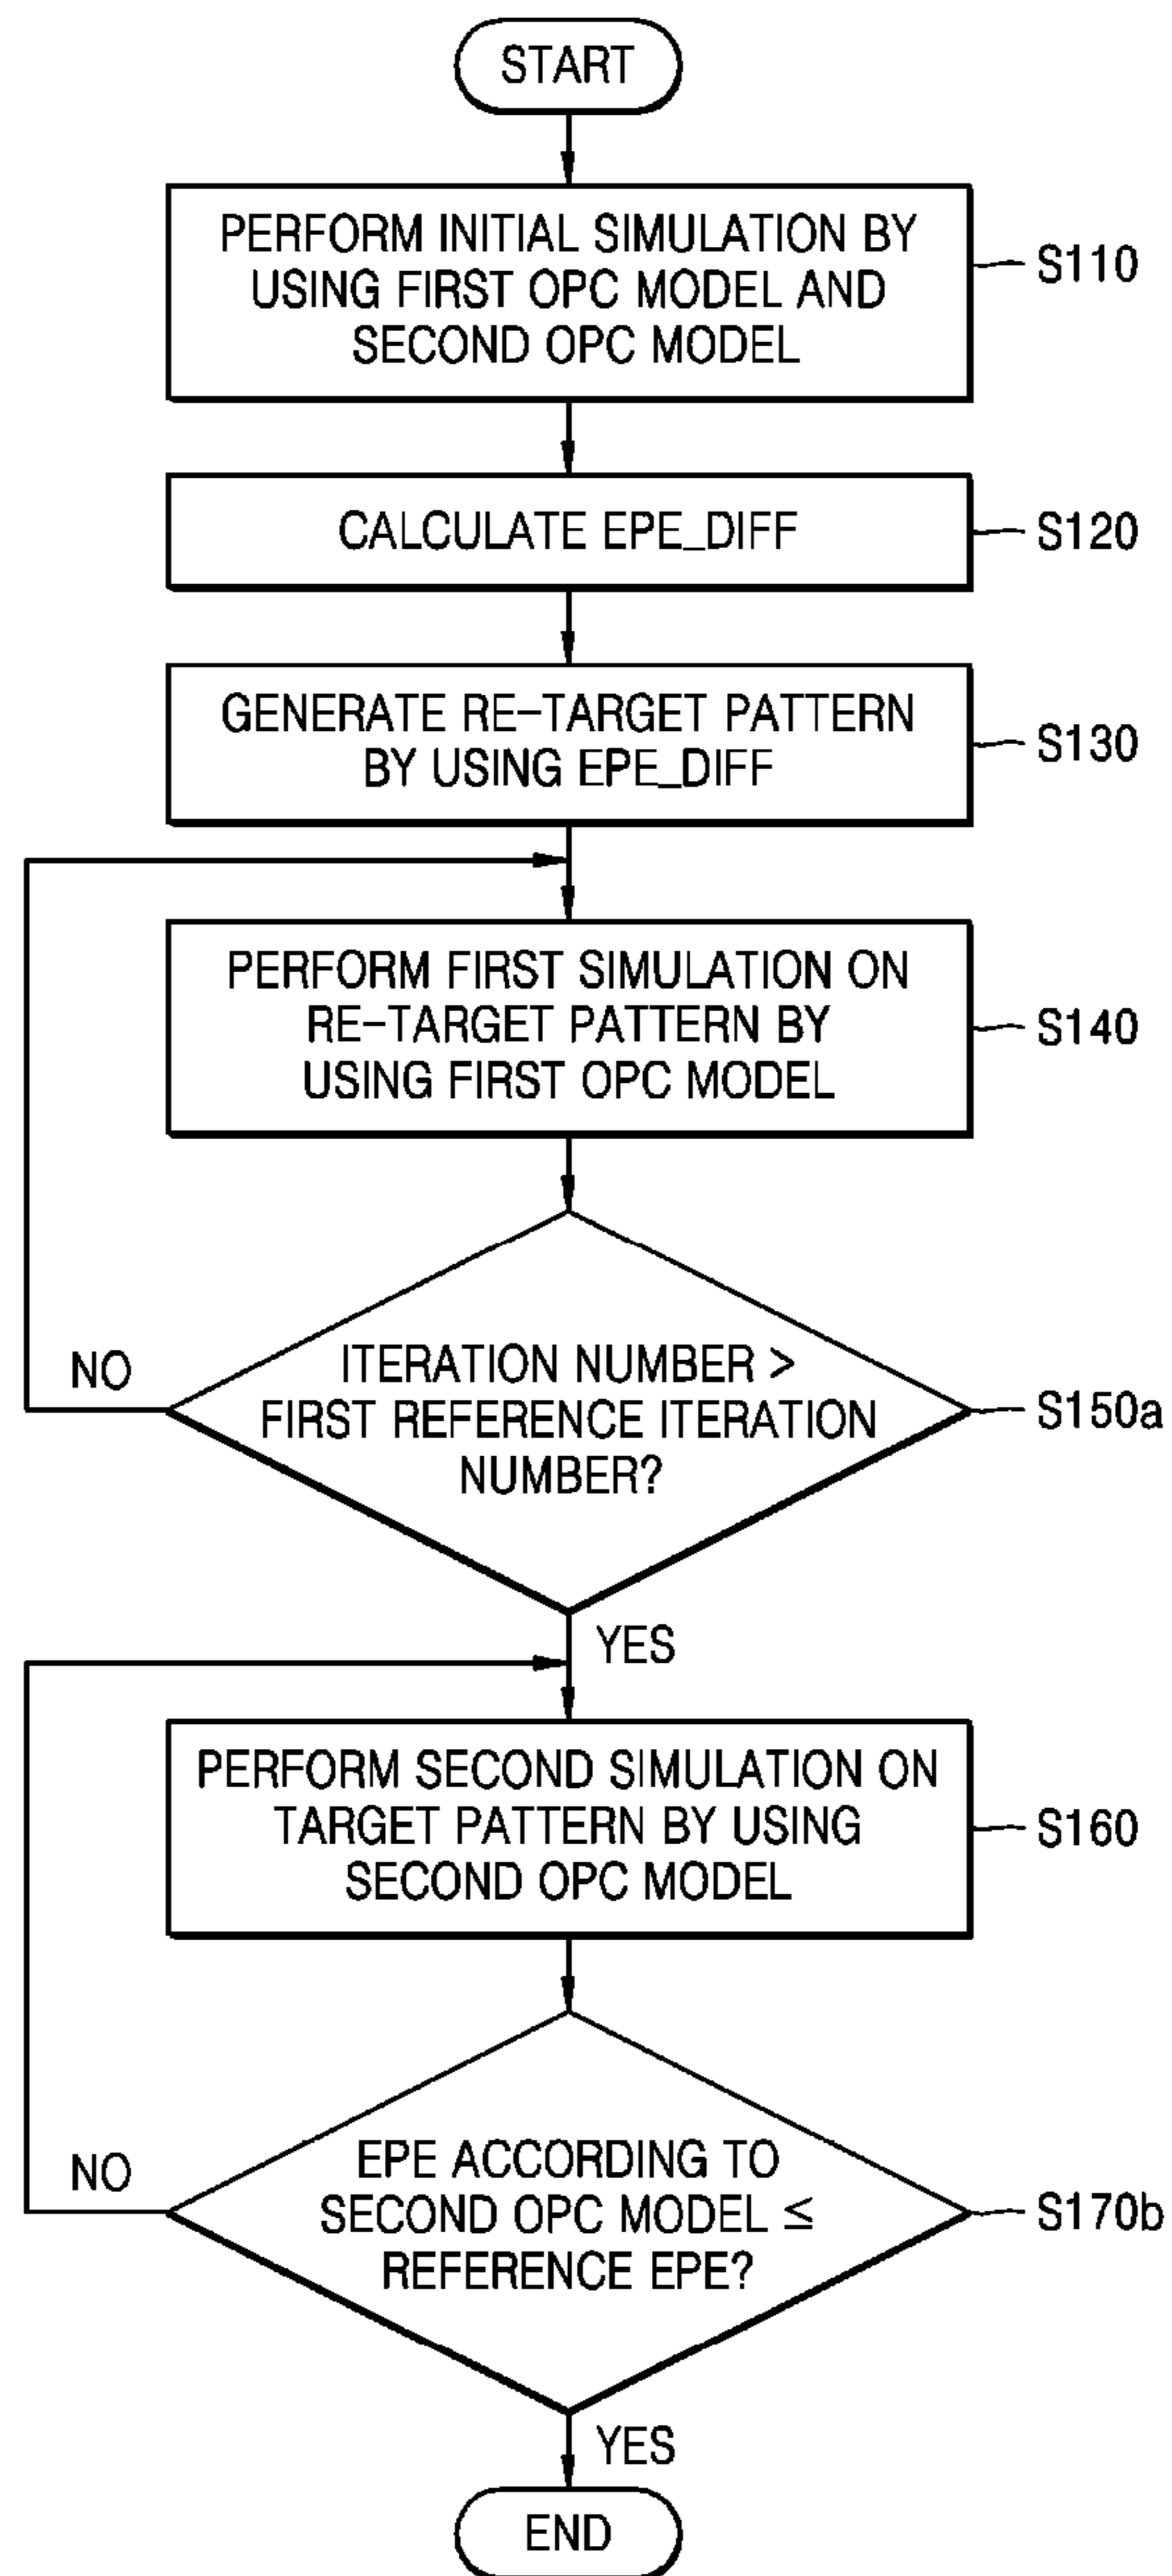 START
PERFORM INITIAL SIMULATION BY
USING FIRST OPC MODEL AND
SECOND OPC MODEL
S110
CALCULATE EPE_DIFF
S120
GENERATE RE-TARGET PATTERN
BY USING EPE_DIFF
S130
PERFORM FIRST SIMULATION ON
RE-TARGET PATTERN BY
USING FIRST OPC MODEL
S140
NO
ITERATION NUMBER >
FIRST REFERENCE ITERATION
NUMBER?
S150a
YES
PERFORM SECOND SIMULATION ON
TARGET PATTERN BY USING
SECOND OPC MODEL
S160
NO
EPE ACCORDING TO
SECOND OPC MODEL ≤
REFERENCE EPE?
S170b
YES
END